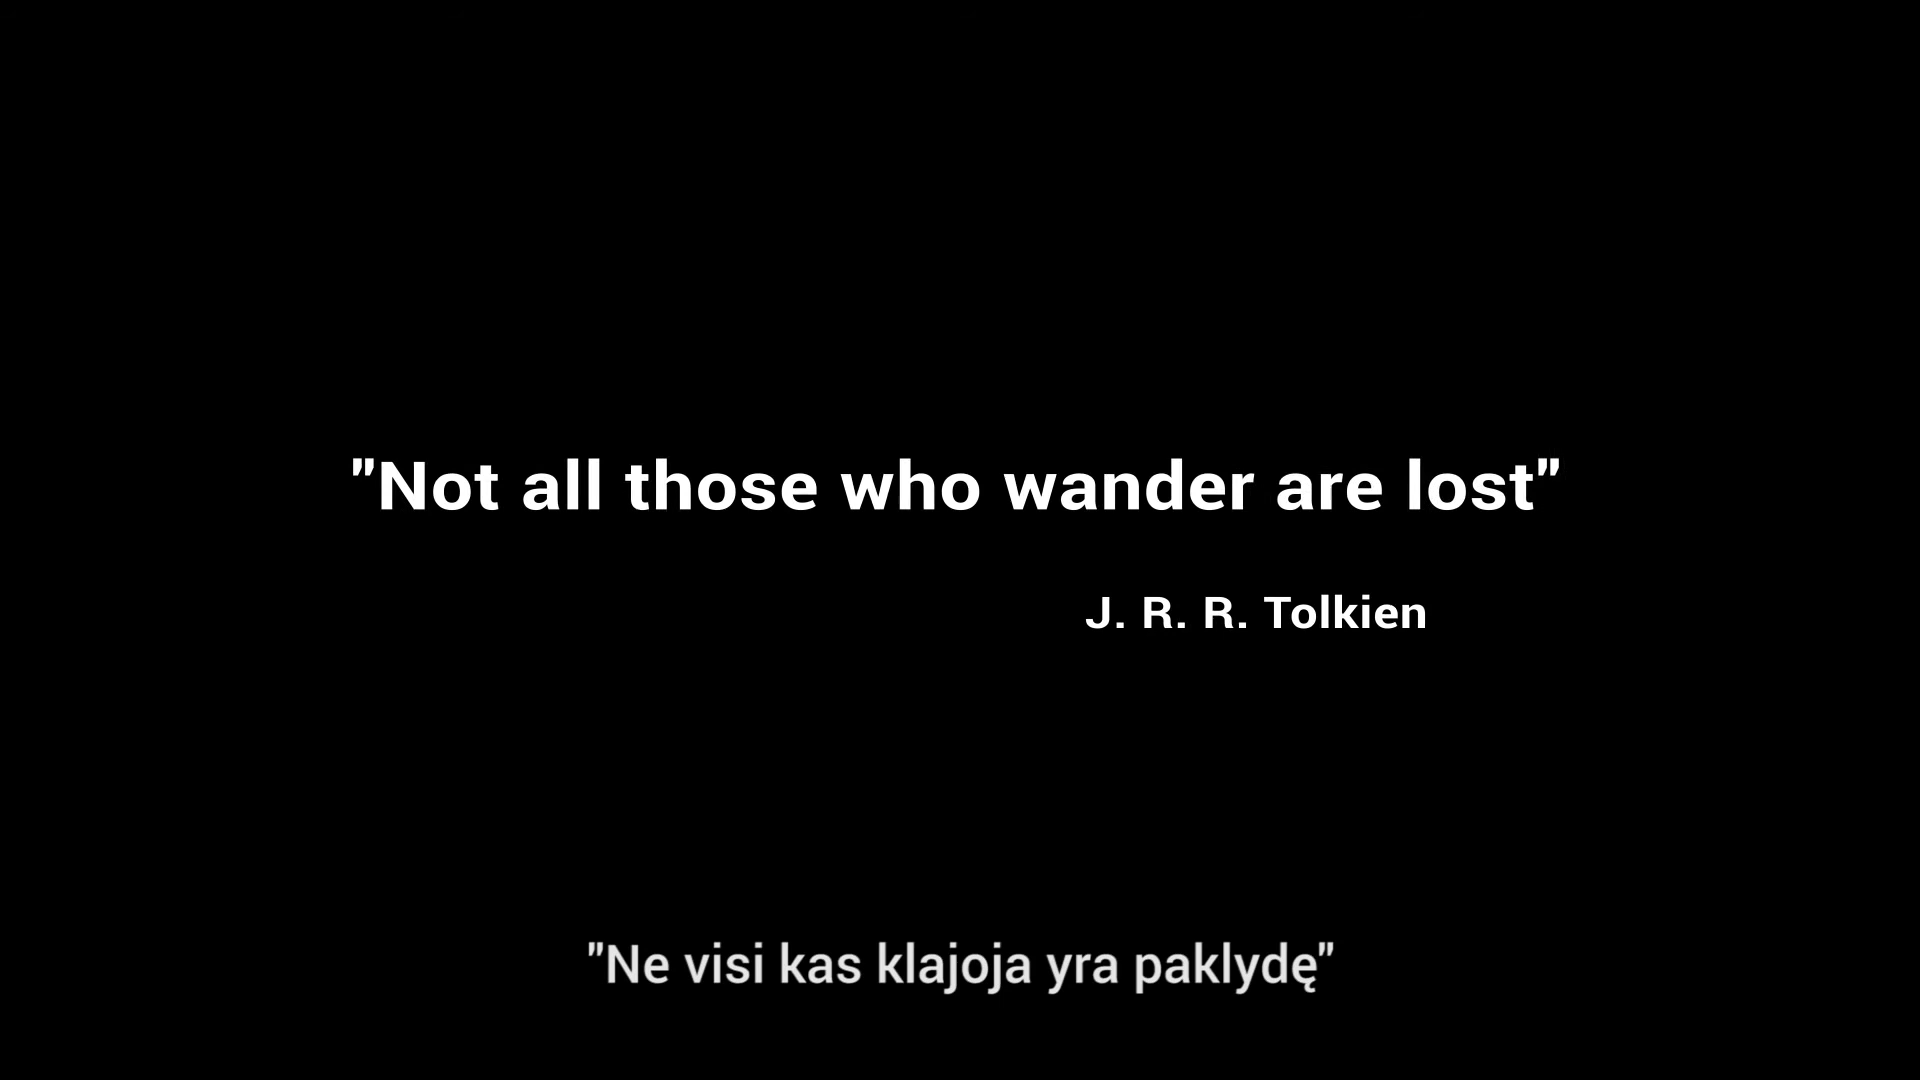 "Not all those who wander are lost"
J. R. R. Tolkien
"Ne visi kas klajoja yra paklydę"